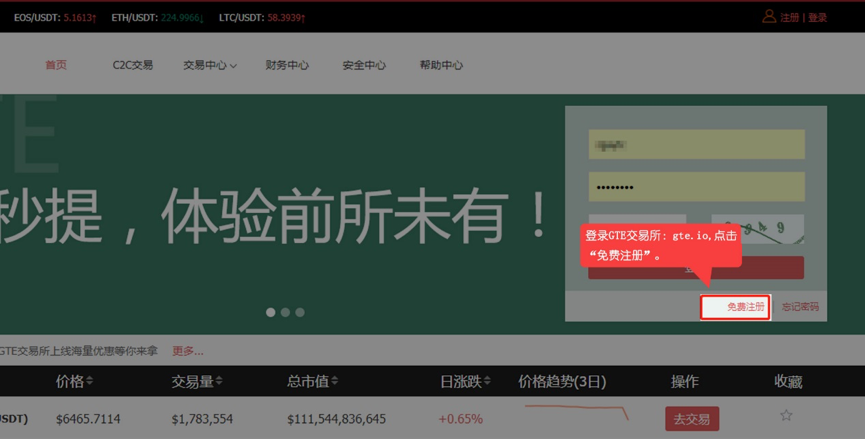 EOS/USDT: 5.1613↑ ETH/USDT: 224.9966↓ LTC/USDT: 58.3939↑ 注册 | 登录
首页 C2C交易 交易中心 财务中心 安全中心 帮助中心
TE
秒提，体验前所未有！
登录GTE交易所: gte.io,点击
“免费注册”。
免费注册 忘记密码
GTE交易所上线海量优惠等你来拿 更多...
价格 交易量 总市值 日涨跌 价格趋势(3日) 操作 收藏
USDT) $6465.7114 $1,783,554 $111,544,836,645 +0.65% 去交易